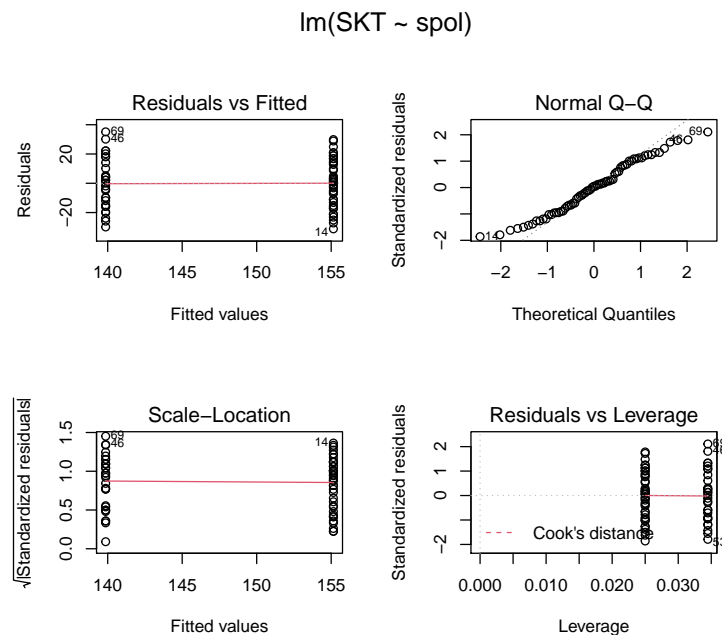 lm(SKT ~ spol)
Residuals vs Fitted
Residuals
20
−20
69
46
14
140 145 150 155
Fitted values
Normal Q−Q
Standardized residuals
2
1
0
−2
14
46
69
−2 −1 0 1 2
Theoretical Quantiles
Scale−Location
√|Standardized residuals|
1.5
1.0
0.5
0.0
69
46
14
140 145 150 155
Fitted values
Residuals vs Leverage
Standardized residuals
2
0
−2
Cook's distance
0.000 0.010 0.020 0.030
Leverage